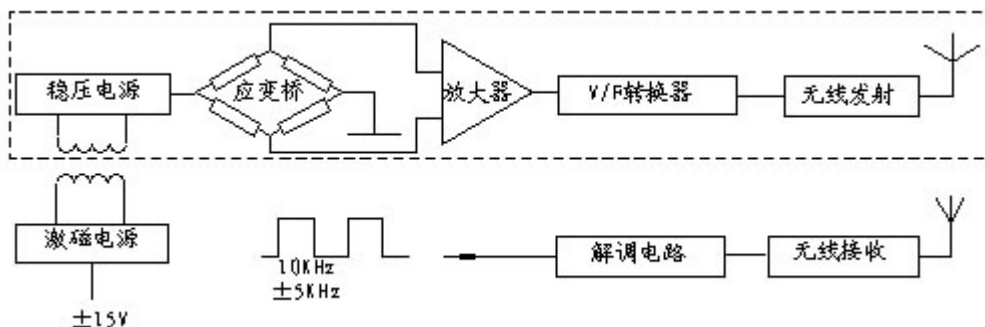 稳压电源
应变桥
放大器
V/F转换器
无线发射
激磁电源
10KHz
±5KHz
解调电路
无线接收
±15V